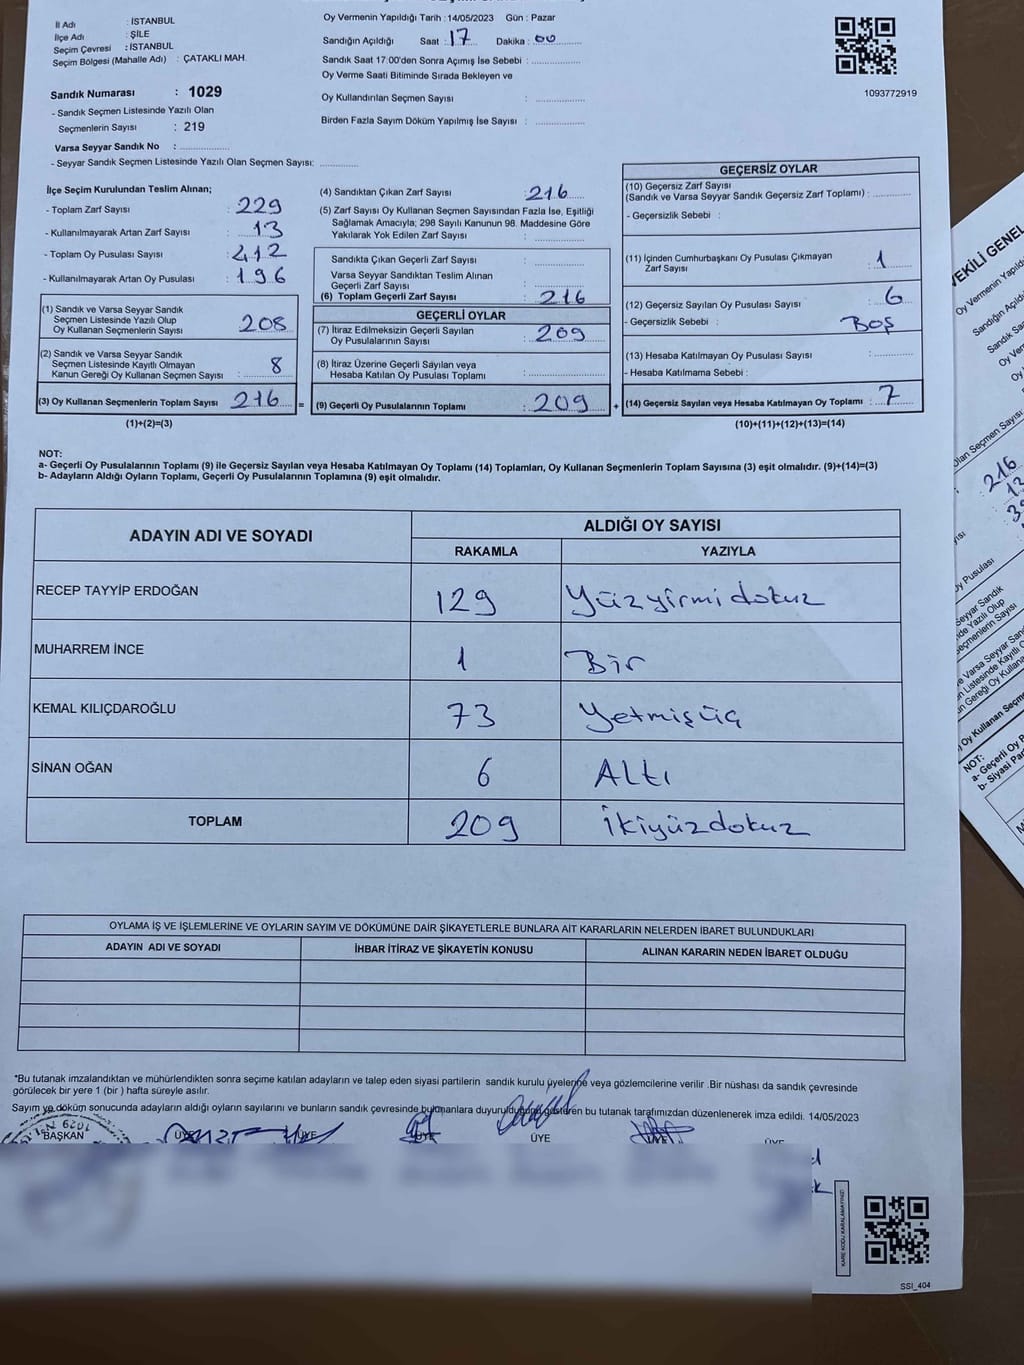 İl Adı : İSTANBUL
İlçe Adı : ŞİLE
Seçim Çevresi : İSTANBUL
Seçim Bölgesi (Mahalle Adı) : ÇATAKLI MAH.
Sandık Numarası : 1029
- Sandık Seçmen Listesinde Yazılı Olan
Seçmenlerin Sayısı : 219
Varsa Seyyar Sandık No :
- Seyyar Sandık Seçmen Listesinde Yazılı Olan Seçmen Sayısı:
Oy Vermenin Yapıldığı Tarih : 14/05/2023 Gün : Pazar
Sandığın Açıldığı Saat : 17 Dakika : 00
Sandık Saat 17:00'den Sonra Açımış İse Sebebi :
Oy Verme Saati Bitiminde Sırada Bekleyen ve
Oy Kullandırılan Seçmen Sayısı :
Birden Fazla Sayım Döküm Yapılmış İse Sayısı :
1093772919
İlçe Seçim Kurulundan Teslim Alınan;
- Toplam Zarf Sayısı : 229
- Kullanılmayarak Artan Zarf Sayısı : 13
- Toplam Oy Pusulası Sayısı : 412
- Kullanılmayarak Artan Oy Pusulası : 196
(1) Sandık ve Varsa Seyyar Sandık
Seçmen Listesinde Yazılı Olup
Oy Kullanan Seçmenlerin Sayısı : 208
(2) Sandık ve Varsa Seyyar Sandık
Seçmen Listesinde Kayıtlı Olmayan
Kanun Gereği Oy Kullanan Seçmen Sayısı : 8
(3) Oy Kullanan Seçmenlerin Toplam Sayısı 216 =
(1)+(2)=(3)
(4) Sandıktan Çıkan Zarf Sayısı : 216
(5) Zarf Sayısı Oy Kullanan Seçmen Sayısından Fazla İse, Eşitliği
Sağlamak Amacıyla; 298 Sayılı Kanunun 98. Maddesine Göre
Yakılarak Yok Edilen Zarf Sayısı :
Sandıkta Çıkan Geçerli Zarf Sayısı :
Varsa Seyyar Sandıktan Teslim Alınan
Geçerli Zarf Sayısı :
(6) Toplam Geçerli Zarf Sayısı : 216
GEÇERLİ OYLAR
(7) İtiraz Edilmeksizin Geçerli Sayılan
Oy Pusulalarının Sayısı : 209
(8) İtiraz Üzerine Geçerli Sayılan veya
Hesaba Katılan Oy Pusulası Toplamı :
(9) Geçerli Oy Pusulalarının Toplamı : 209 +
GEÇERSİZ OYLAR
(10) Geçersiz Zarf Sayısı
(Sandık ve Varsa Seyyar Sandık Geçersiz Zarf Toplamı) :
- Geçersizlik Sebebi :
(11) İçinden Cumhurbaşkanı Oy Pusulası Çıkmayan
Zarf Sayısı : 1
(12) Geçersiz Sayılan Oy Pusulası Sayısı : 6
- Geçersizlik Sebebi : BOŞ
(13) Hesaba Katılmayan Oy Pusulası Sayısı :
- Hesaba Katılmama Sebebi :
(14) Geçersiz Sayılan veya Hesaba Katılmayan Oy Toplamı : 7
(10)+(11)+(12)+(13)=(14)
NOT:
a- Geçerli Oy Pusulalarının Toplamı (9) ile Geçersiz Sayılan veya Hesaba Katılmayan Oy Toplamı (14) Toplamları, Oy Kullanan Seçmenlerin Toplam Sayısına (3) eşit olmalıdır. (9)+(14)=(3)
b- Adayların Aldığı Oyların Toplamı, Geçerli Oy Pusulalarının Toplamına (9) eşit olmalıdır.
ADAYIN ADI VE SOYADI ALDIĞI OY SAYISI
RAKAMLA YAZIYLA
RECEP TAYYİP ERDOĞAN 129 Yüzyirmidokuz
MUHARREM İNCE 1 Bir
KEMAL KILIÇDAROĞLU 73 Yetmişüç
SİNAN OĞAN 6 Altı
TOPLAM 209 İkiyüzdokuz
OYLAMA İŞ VE İŞLEMLERİNE VE OYLARIN SAYIM VE DÖKÜMÜNE DAİR ŞİKAYETLERLE BUNLARA AİT KARARLARIN NELERDEN İBARET BULUNDUKLARI
ADAYIN ADI VE SOYADI İHBAR İTİRAZ VE ŞİKAYETİN KONUSU ALINAN KARARIN NEDEN İBARET OLDUĞU
*Bu tutanak imzalandıktan ve mühürlendikten sonra seçime katılan adayların ve talep eden siyasi partilerin sandık kurulu üyelerine veya gözlemcilerine verilir .Bir nüshası da sandık çevresinde
görülecek bir yere 1 (bir ) hafta süreyle asılır.
Sayım ve döküm sonucunda adayların aldığı oyların sayılarını ve bunların sandık çevresinde bulunanlara duyurulduğunu gösteren bu tutanak tarafımızdan düzenlenerek imza edildi. 14/05/2023
BAŞKAN ÜYE ÜYE ÜYE ÜYE ÜYE ÜYE
1029
KARE KODU KARALAMAYINIZ!
SSI_404
VEKİLİ GENEL
Oy Vermenin
Sandığın
216
NOT:
a- Geçerli Oy
b- Siyasi